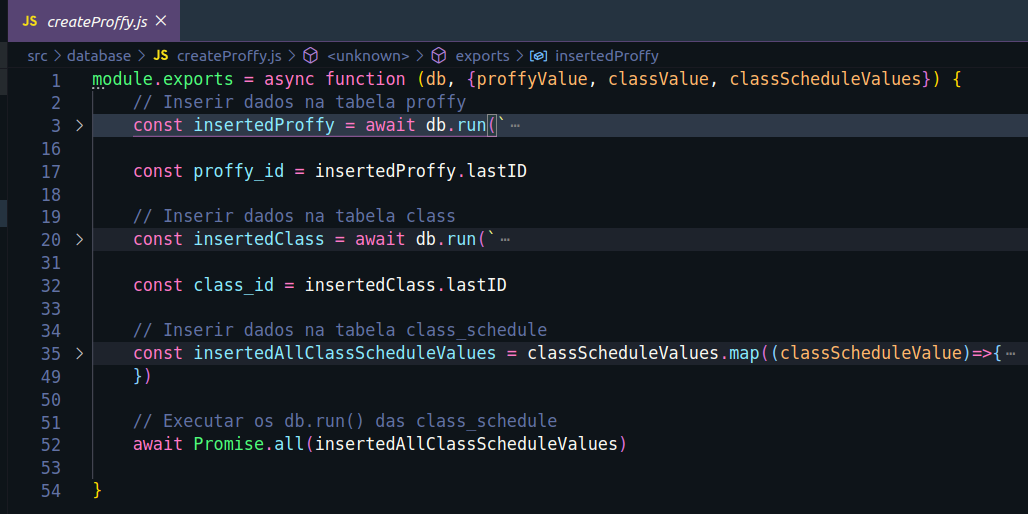 JS createProffy.js ×
src > database > JS createProffy.js > <unknown> > exports > insertedProffy
1 module.exports = async function (db, {proffyValue, classValue, classScheduleValues}) {
2 // Inserir dados na tabela proffy
3 > const insertedProffy = await db.run(` ⋯
16
17 const proffy_id = insertedProffy.lastID
18
19 // Inserir dados na tabela class
20 > const insertedClass = await db.run(` ⋯
31
32 const class_id = insertedClass.lastID
33
34 // Inserir dados na tabela class_schedule
35 > const insertedAllClassScheduleValues = classScheduleValues.map((classScheduleValue)=>{ ⋯
49 })
50
51 // Executar os db.run() das class_schedule
52 await Promise.all(insertedAllClassScheduleValues)
53
54 }